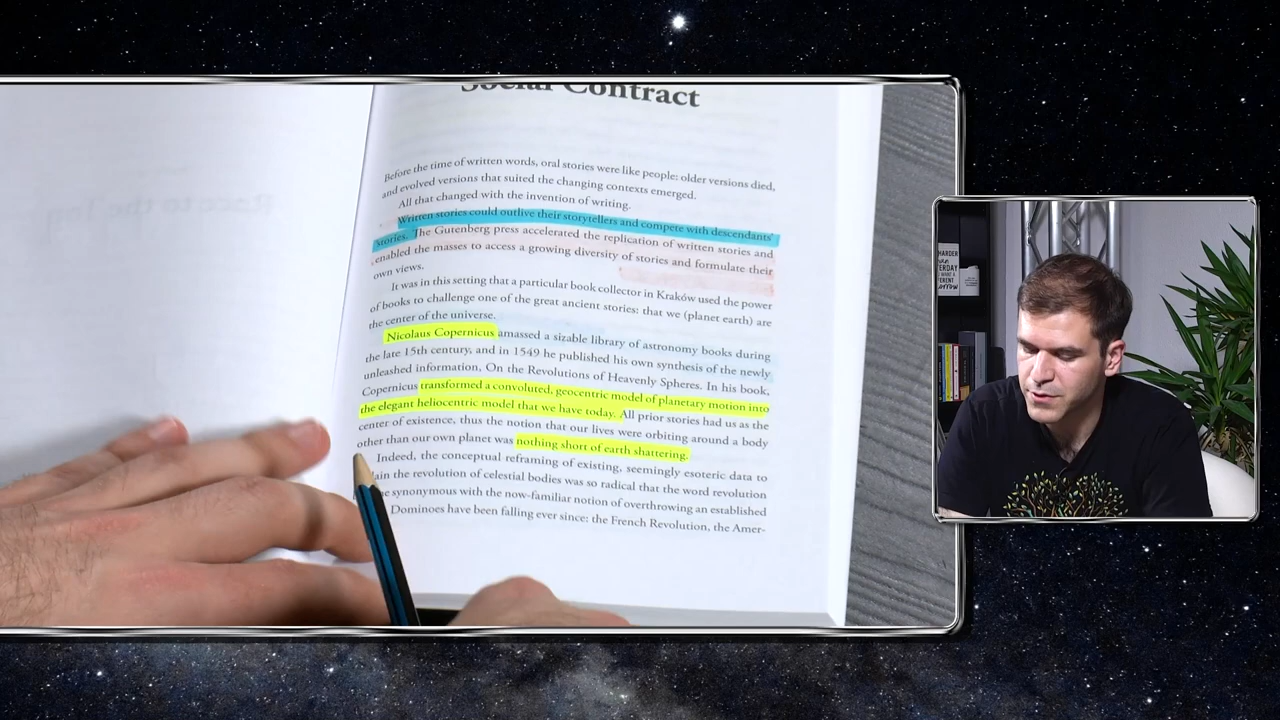 Social Contract
Before the time of written words, oral stories were like people: older versions died,
and evolved versions that suited the changing contexts emerged.
All that changed with the invention of writing.
Written stories could outlive their storytellers and compete with descendants'
stories. The Gutenberg press accelerated the replication of written stories and
enabled the masses to access a growing diversity of stories and formulate their
own views.
It was in this setting that a particular book collector in Kraków used the power
of books to challenge one of the great ancient stories: that we (planet earth) are
the center of the universe.
Nicolaus Copernicus amassed a sizable library of astronomy books during
the late 15th century, and in 1549 he published his own synthesis of the newly
unleashed information, On the Revolutions of Heavenly Spheres. In his book,
Copernicus transformed a convoluted, geocentric model of planetary motion into
the elegant heliocentric model that we have today. All prior stories had us as the
center of existence, thus the notion that our lives were orbiting around a body
other than our own planet was nothing short of earth shattering.
Indeed, the conceptual reframing of existing, seemingly esoteric data to
ain the revolution of celestial bodies was so radical that the word revolution
e synonymous with the now-familiar notion of overthrowing an established
Dominoes have been falling ever since: the French Revolution, the Amer-
Race to the Top
HARDER
TERDAY
WANT A
ERENT